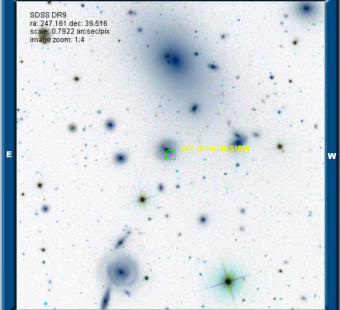 SDSS DR9
ra: 247.161 dec: 39.516
scale: 0.7922 arcsec/pix
image zoom: 1:4
E
W